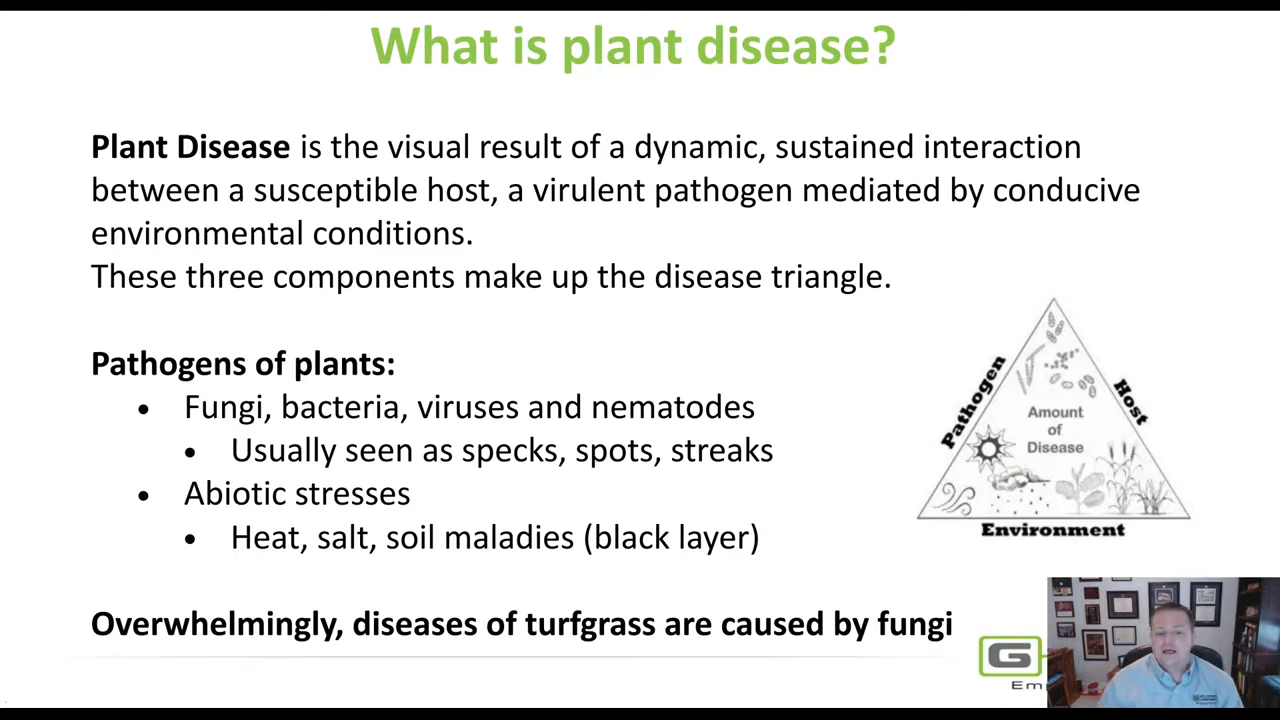 What is plant disease?
Plant Disease is the visual result of a dynamic, sustained interaction
between a susceptible host, a virulent pathogen mediated by conducive
environmental conditions.
These three components make up the disease triangle.
Pathogens of plants:
• Fungi, bacteria, viruses and nematodes
• Usually seen as specks, spots, streaks
• Abiotic stresses
• Heat, salt, soil maladies (black layer)
Overwhelmingly, diseases of turfgrass are caused by fungi
Pathogen
Host
Amount
of
Disease
Environment
G
Em